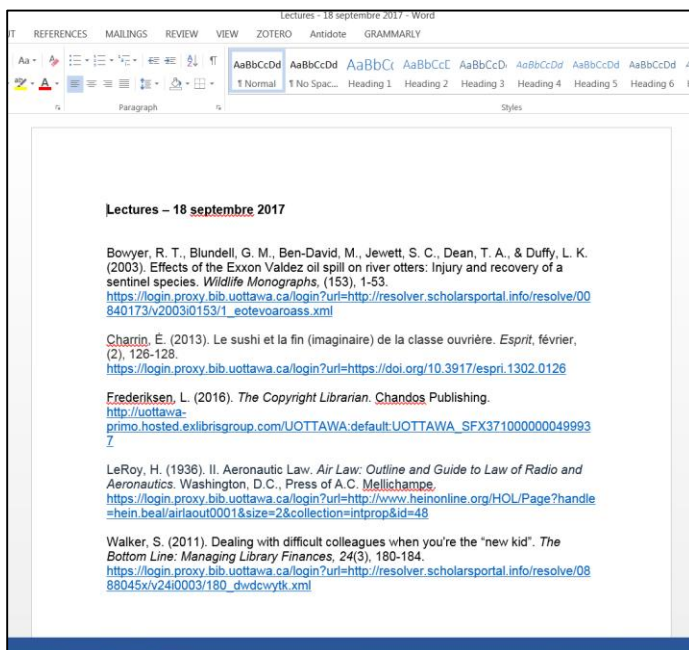 Lectures - 18 septembre 2017 - Word
REFERENCES MAILINGS REVIEW VIEW ZOTERO Antidote GRAMMARLY
Aa
AaBbCcDd AaBbCcDd AaBbC AaBbCcE AaBbCcD AaBbCcDd AaBbCcDd AaBbCcDd
¶ Normal ¶ No Spac... Heading 1 Heading 2 Heading 3 Heading 4 Heading 5 Heading 6
Paragraph Styles
Lectures – 18 septembre 2017
Bowyer, R. T., Blundell, G. M., Ben-David, M., Jewett, S. C., Dean, T. A., & Duffy, L. K.
(2003). Effects of the Exxon Valdez oil spill on river otters: Injury and recovery of a
sentinel species. Wildlife Monographs, (153), 1-53.
https://login.proxy.bib.uottawa.ca/login?url=http://resolver.scholarsportal.info/resolve/00
840173/v2003i0153/1_eotevoaroass.xml
Charrin, È. (2013). Le sushi et la fin (imaginaire) de la classe ouvrière. Esprit, février,
(2), 126-128.
https://login.proxy.bib.uottawa.ca/login?url=https://doi.org/10.3917/espri.1302.0126
Frederiksen, L. (2016). The Copyright Librarian. Chandos Publishing.
http://uottawa-
primo.hosted.exlibrisgroup.com/UOTTAWA:default:UOTTAWA_SFX371000000049993
7
LeRoy, H. (1936). II. Aeronautic Law. Air Law: Outline and Guide to Law of Radio and
Aeronautics. Washington, D.C., Press of A.C. Mellichampe,
https://login.proxy.bib.uottawa.ca/login?url=http://www.heinonline.org/HOL/Page?handle
=hein.beal/airlaout0001&size=2&collection=intprop&id=48
Walker, S. (2011). Dealing with difficult colleagues when you're the “new kid”. The
Bottom Line: Managing Library Finances, 24(3), 180-184.
https://login.proxy.bib.uottawa.ca/login?url=http://resolver.scholarsportal.info/resolve/08
88045x/v24i0003/180_dwdcwytk.xml